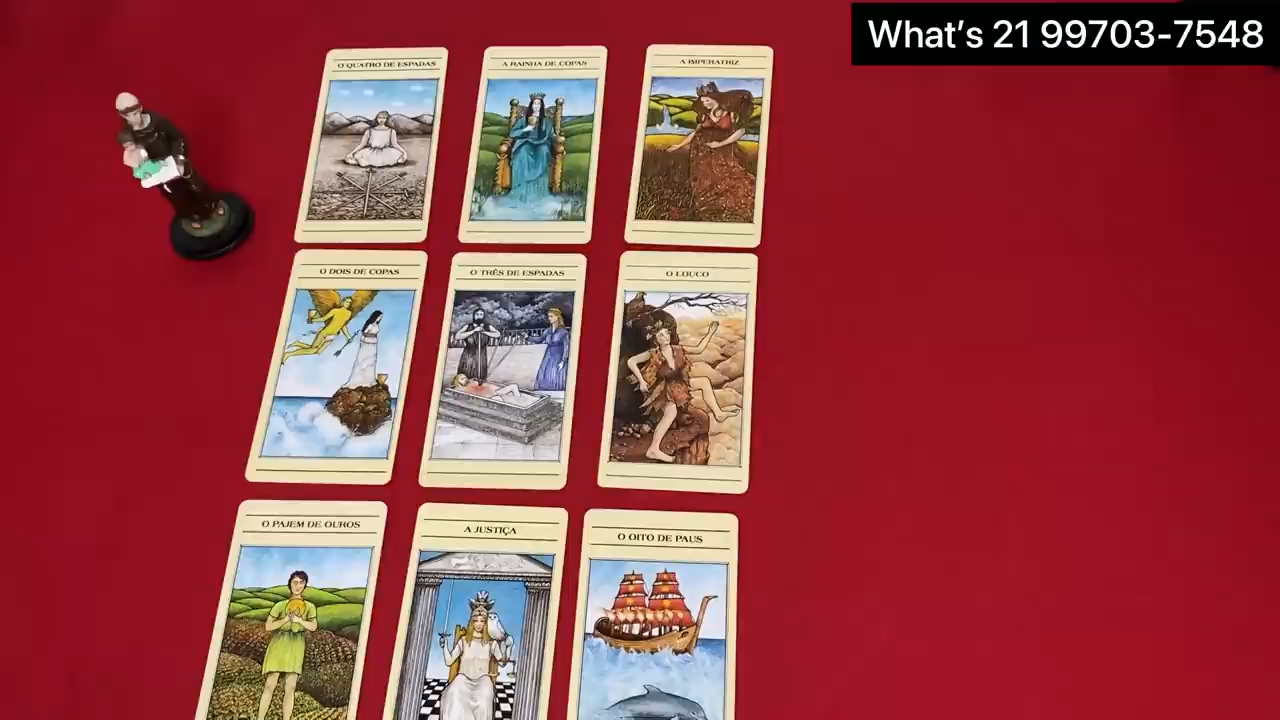 What’s 21 99703-7548
O QUATRO DE ESPADAS
A RAINHA DE COPAS
A IMPERATRIZ
O DOIS DE COPAS
O TRÊS DE ESPADAS
O LOUCO
O PAJEM DE OUROS
A JUSTIÇA
O OITO DE PAUS